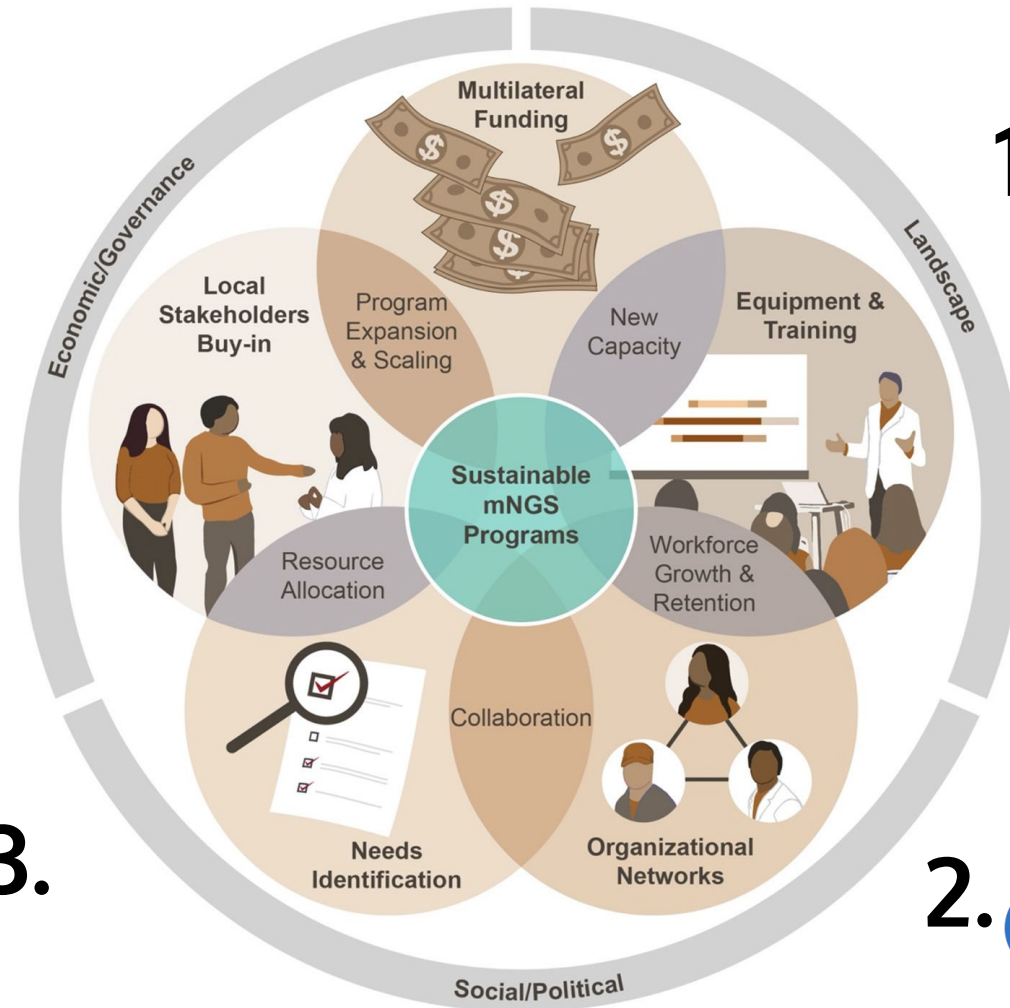 Multilateral
Funding
1
Economic/Governance
Landscape
Local
Stakeholders
Buy-in
Program
Expansion
& Scaling
New
Capacity
Equipment &
Training
Sustainable
mNGS
Programs
Resource
Allocation
Workforce
Growth &
Retention
Collaboration
Needs
Identification
Organizational
Networks
3.
2.
Social/Political